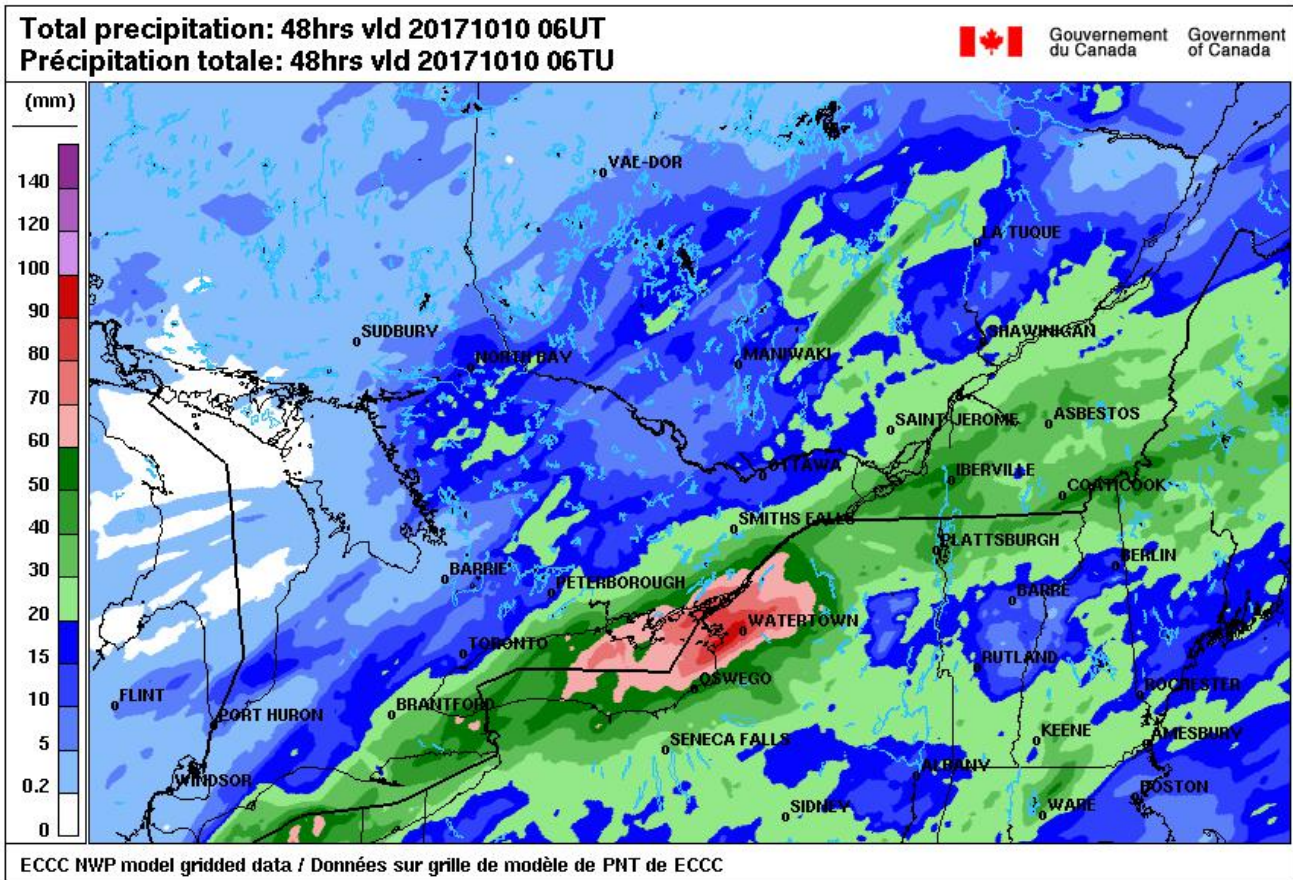 Total precipitation: 48hrs vld 20171010 06UT
Précipitation totale: 48hrs vld 20171010 06TU
Gouvernement du Canada
Government of Canada
(mm)
140
120
100
90
80
70
60
50
40
30
20
15
10
5
0.2
0
VAE-DOR
LA TUQUE
SUDBURY
NORTH BAY
MANIWAKI
SHAWINIGAN
SAINT-JEROME
ASBESTOS
OTTAWA
IBERVILLE
COATICOOK
SMITHS FALLS
PLATTSBURGH
BERLIN
BARRIE
PETERBOROUGH
BARRE
WATERTOWN
TORONTO
RUTLAND
OSWEGO
ROCHESTER
FLINT
PORT HURON
BRANTFORD
SENECA FALLS
KEENE
AMESBURY
WINDSOR
ALBANY
SIDNEY
WARE
BOSTON
ECCC NWP model gridded data / Données sur grille de modèle de PNT de ECCC